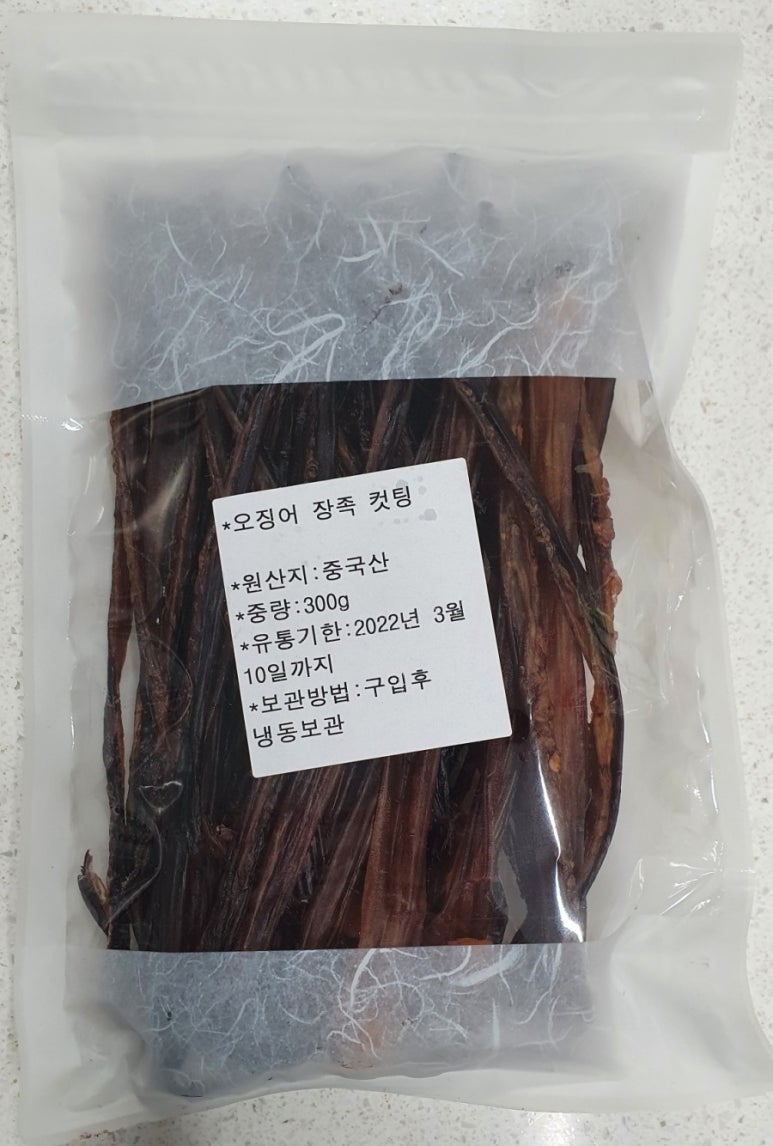 *오징어 장족 컷팅
*원산지:중국산
*중량:300g
*유통기한:2022년 3월
10일까지
*보관방법:구입후
냉동보관